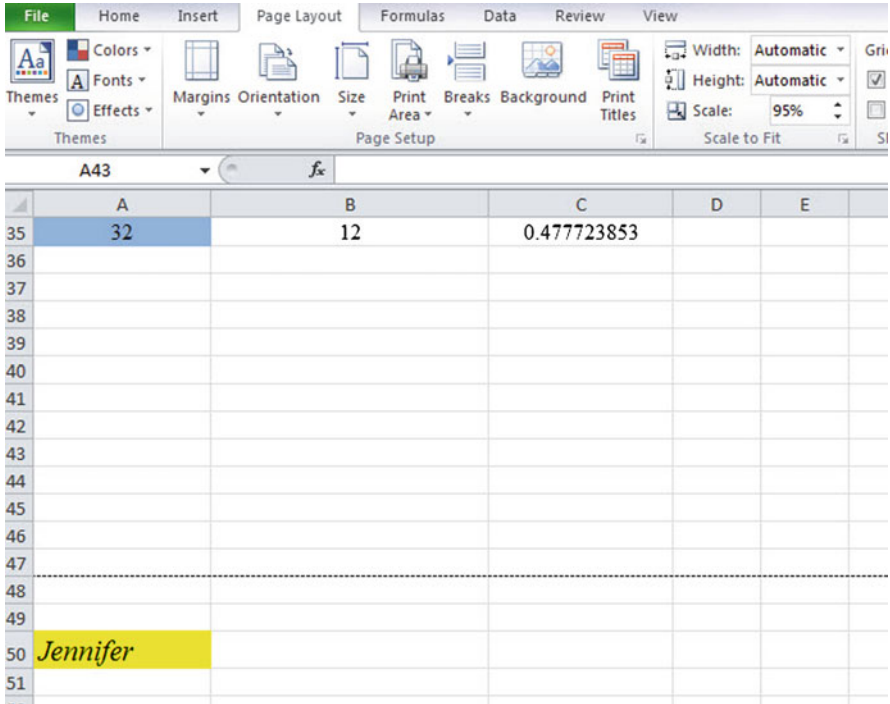 File Home Insert Page Layout Formulas Data Review View
Aa Colors Width: Automatic
A Fonts Height: Automatic
Themes Effects Margins Orientation Size Print Area Breaks Background Print Titles Scale: 95%
Themes Page Setup Scale to Fit
A43 fx
A B C D E
35 32 12 0.477723853
36
37
38
39
40
41
42
43
44
45
46
47
48
49
50 Jennifer
51